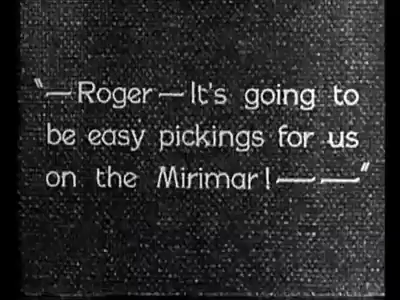 "—Roger—It's going to
be easy pickings for us
on the Mirimar!— —"